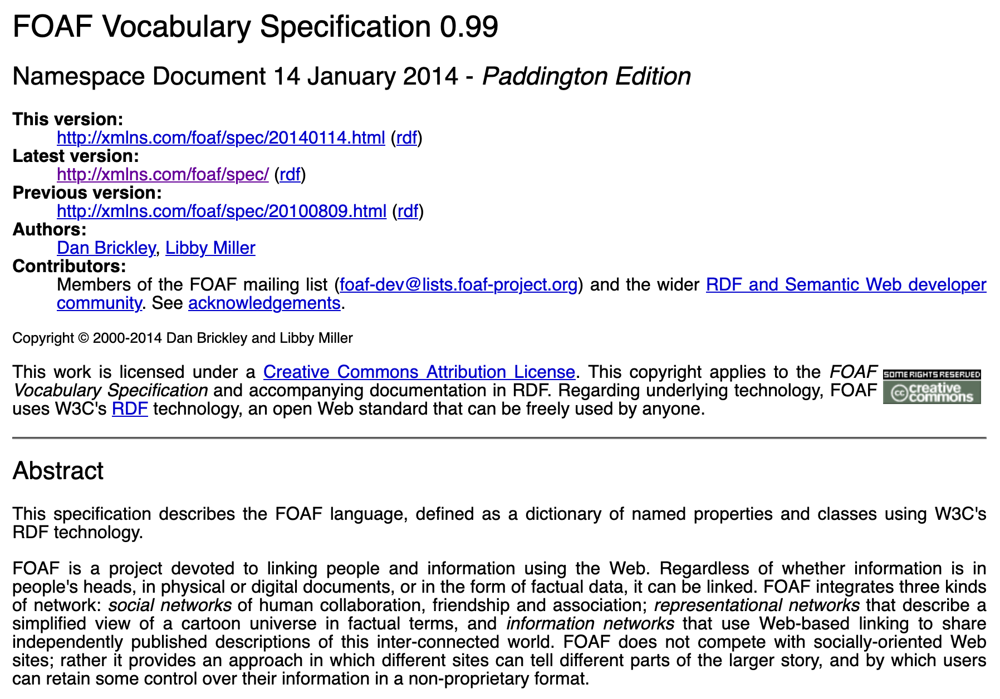 FOAF Vocabulary Specification 0.99
Namespace Document 14 January 2014 - Paddington Edition
This version:
http://xmlns.com/foaf/spec/20140114.html (rdf)
Latest version:
http://xmlns.com/foaf/spec/ (rdf)
Previous version:
http://xmlns.com/foaf/spec/20100809.html (rdf)
Authors:
Dan Brickley, Libby Miller
Contributors:
Members of the FOAF mailing list (foaf-dev@lists.foaf-project.org) and the wider RDF and Semantic Web developer
community. See acknowledgements.
Copyright © 2000-2014 Dan Brickley and Libby Miller
This work is licensed under a Creative Commons Attribution License. This copyright applies to the FOAF
Vocabulary Specification and accompanying documentation in RDF. Regarding underlying technology, FOAF
uses W3C's RDF technology, an open Web standard that can be freely used by anyone.
SOME RIGHTS RESERVED
cc creative
commons
Abstract
This specification describes the FOAF language, defined as a dictionary of named properties and classes using W3C's
RDF technology.
FOAF is a project devoted to linking people and information using the Web. Regardless of whether information is in
people's heads, in physical or digital documents, or in the form of factual data, it can be linked. FOAF integrates three kinds
of network: social networks of human collaboration, friendship and association; representational networks that describe a
simplified view of a cartoon universe in factual terms, and information networks that use Web-based linking to share
independently published descriptions of this inter-connected world. FOAF does not compete with socially-oriented Web
sites; rather it provides an approach in which different sites can tell different parts of the larger story, and by which users
can retain some control over their information in a non-proprietary format.